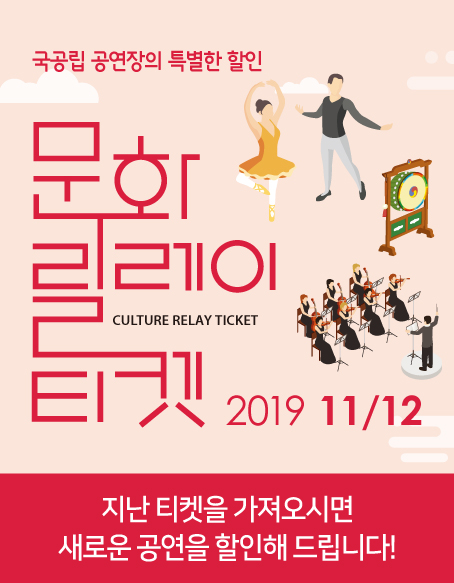 국공립 공연장의 특별한 할인
문화
릴레이
CULTURE RELAY TICKET
티켓
2019 11/12
지난 티켓을 가져오시면
새로운 공연을 할인해 드립니다!